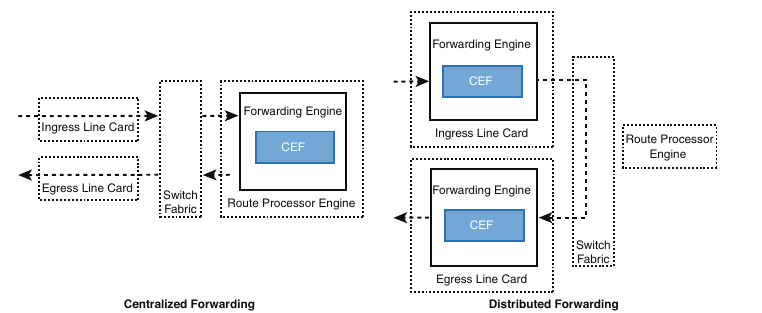 Ingress Line Card
Egress Line Card
Switch
Fabric
Forwarding Engine
CEF
Route Processor Engine
Centralized Forwarding
Forwarding Engine
CEF
Ingress Line Card
Forwarding Engine
CEF
Egress Line Card
Switch
Fabric
Route Processor
Engine
Distributed Forwarding